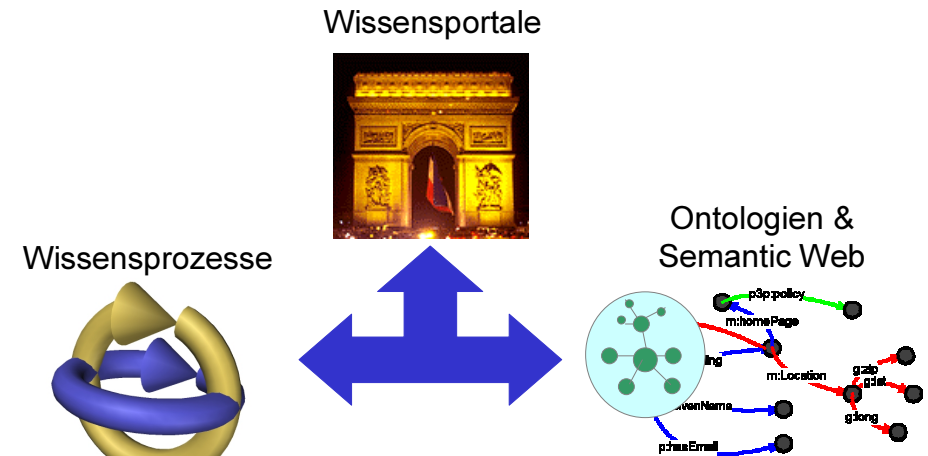 Wissensportale
Ontologien &
Semantic Web
Wissensprozesse
p3p:policy
m:homePage
m:Location
g:zip
g:lat
g:long
p:hasEmail